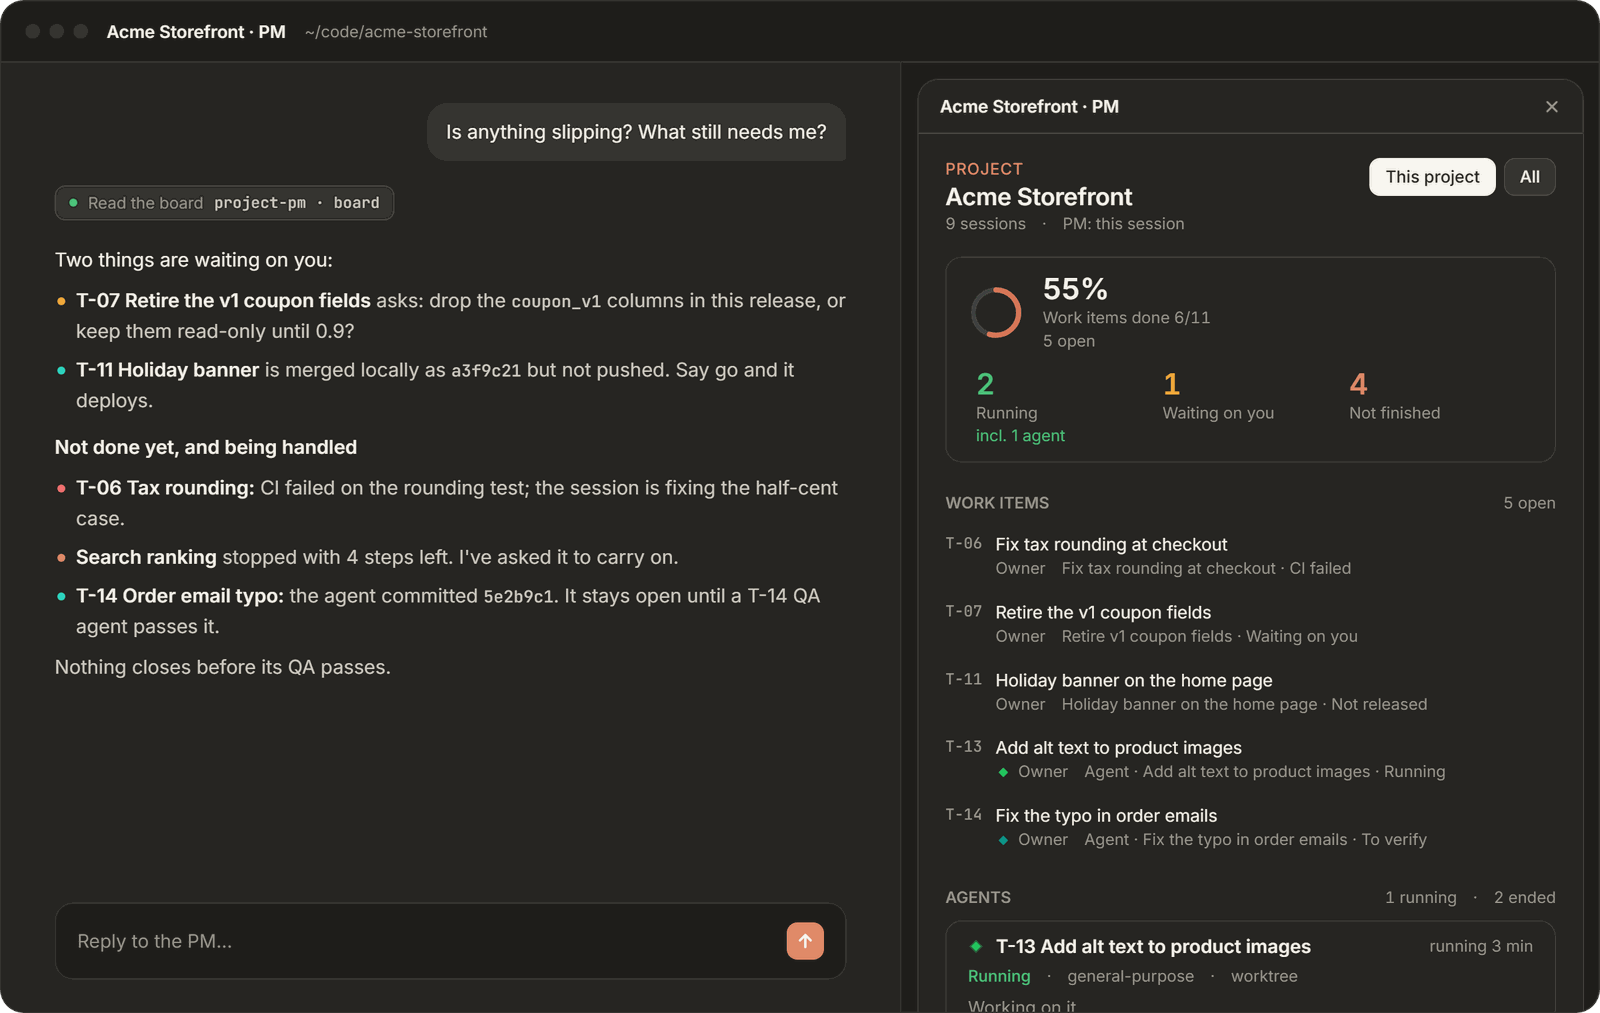 Acme Storefront · PM ~/code/acme-storefront
Is anything slipping? What still needs me?
Read the board project-pm · board
Two things are waiting on you:
T-07 Retire the v1 coupon fields asks: drop the coupon_v1 columns in this release, or
keep them read-only until 0.9?
T-11 Holiday banner is merged locally as a3f9c21 but not pushed. Say go and it
deploys.
Not done yet, and being handled
T-06 Tax rounding: CI failed on the rounding test; the session is fixing the half-cent
case.
Search ranking stopped with 4 steps left. I've asked it to carry on.
T-14 Order email typo: the agent committed 5e2b9c1. It stays open until a T-14 QA
agent passes it.
Nothing closes before its QA passes.
Reply to the PM...
Acme Storefront · PM
PROJECT
Acme Storefront
9 sessions · PM: this session
This project All
55%
Work items done 6/11
5 open
2
Running
incl. 1 agent
1
Waiting on you
4
Not finished
WORK ITEMS 5 open
T-06 Fix tax rounding at checkout
Owner Fix tax rounding at checkout · CI failed
T-07 Retire the v1 coupon fields
Owner Retire v1 coupon fields · Waiting on you
T-11 Holiday banner on the home page
Owner Holiday banner on the home page · Not released
T-13 Add alt text to product images
Owner Agent · Add alt text to product images · Running
T-14 Fix the typo in order emails
Owner Agent · Fix the typo in order emails · To verify
AGENTS 1 running · 2 ended
T-13 Add alt text to product images running 3 min
Running · general-purpose · worktree
Working on it